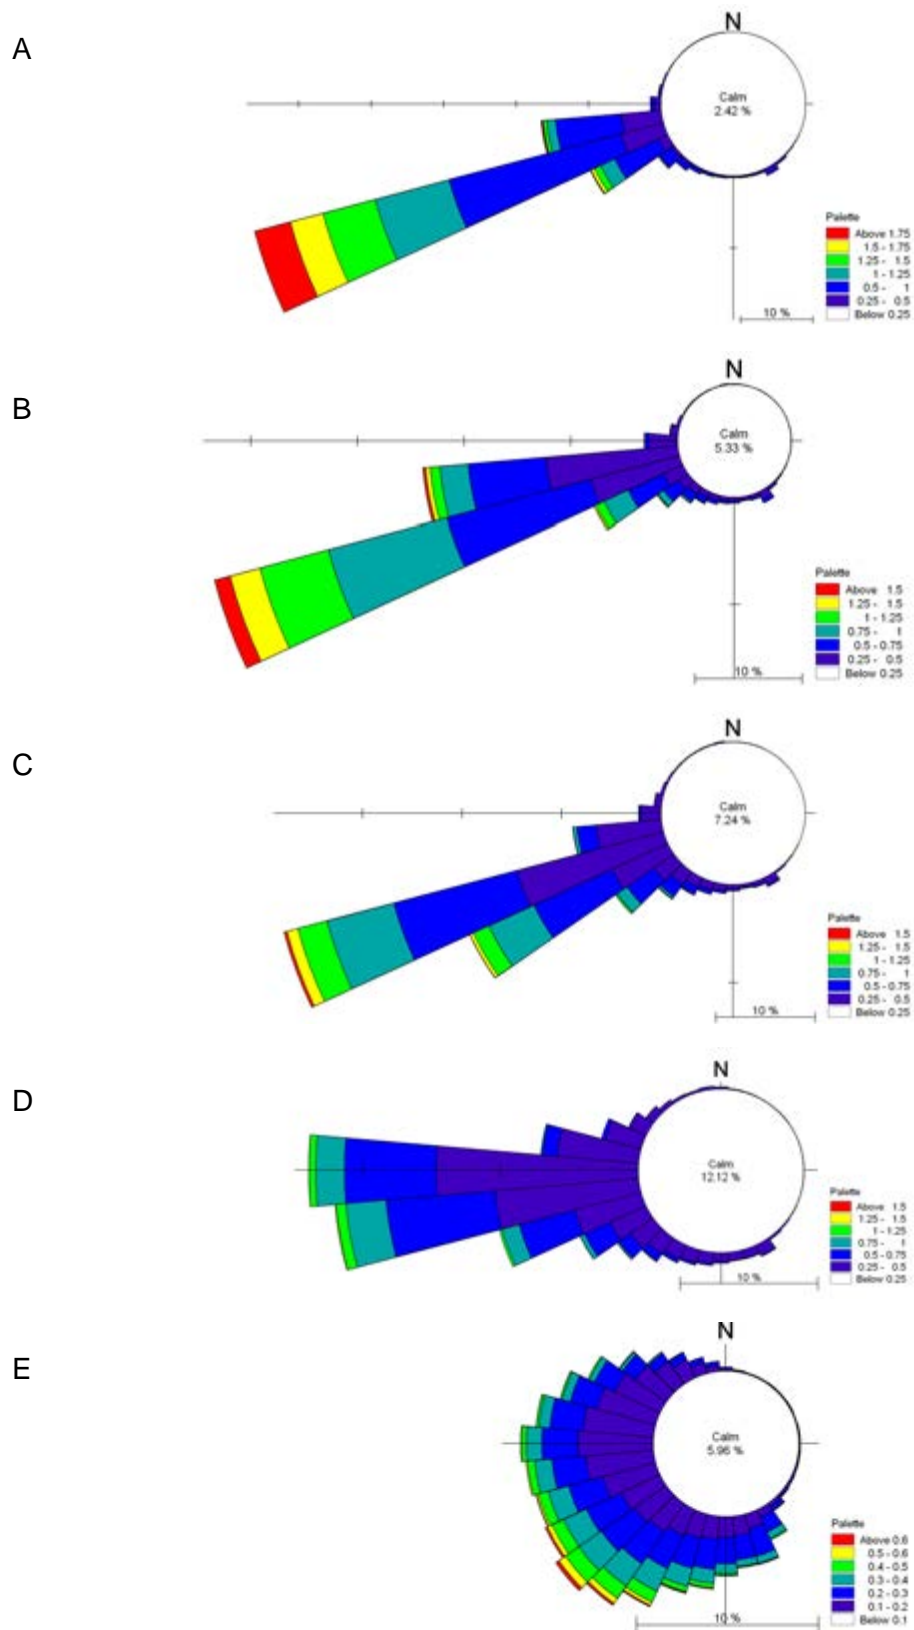 A
N
Calm
2.42 %
Palette
Above 1.75
1.5 - 1.75
1.25 - 1.5
1 - 1.25
0.5 - 1
0.25 - 0.5
Below 0.25
10 %
B
N
Calm
5.33 %
Palette
Above 1.5
1.25 - 1.5
1 - 1.25
0.75 - 1
0.5 - 0.75
0.25 - 0.5
Below 0.25
10 %
C
N
Calm
7.24 %
Palette
Above 1.5
1.25 - 1.5
1 - 1.25
0.75 - 1
0.5 - 0.75
0.25 - 0.5
Below 0.25
10 %
D
N
Calm
12.12 %
Palette
Above 1.5
1.25 - 1.5
1 - 1.25
0.75 - 1
0.5 - 0.75
0.25 - 0.5
Below 0.25
10 %
E
N
Calm
5.96 %
Palette
Above 0.6
0.5 - 0.6
0.4 - 0.5
0.3 - 0.4
0.2 - 0.3
0.1 - 0.2
Below 0.1
10 %